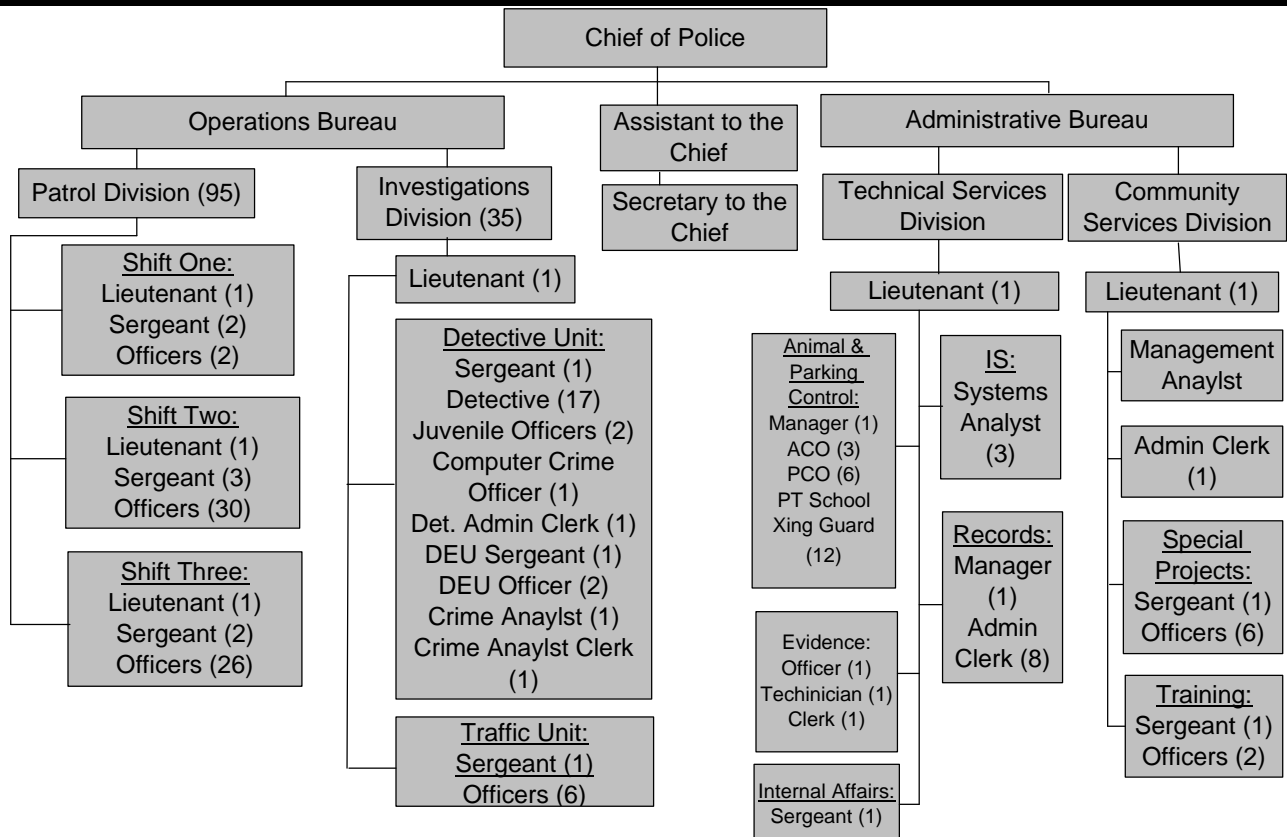 Chief of Police
Operations Bureau
Assistant to the
Chief
Secretary to the
Chief
Administrative Bureau
Patrol Division (95)
Shift One:
Lieutenant (1)
Sergeant (2)
Officers (2)
Shift Two:
Lieutenant (1)
Sergeant (3)
Officers (30)
Shift Three:
Lieutenant (1)
Sergeant (2)
Officers (26)
Investigations
Division (35)
Lieutenant (1)
Detective Unit:
Sergeant (1)
Detective (17)
Juvenile Officers (2)
Computer Crime
Officer (1)
Det. Admin Clerk (1)
DEU Sergeant (1)
DEU Officer (2)
Crime Anaylst (1)
Crime Anaylst Clerk
(1)
Traffic Unit:
Sergeant (1)
Officers (6)
Technical Services
Division
Lieutenant (1)
Animal &
Parking
Control:
Manager (1)
ACO (3)
PCO (6)
PT School
Xing Guard
(12)
Evidence:
Officer (1)
Techinician (1)
Clerk (1)
Internal Affairs:
Sergeant (1)
IS:
Systems
Analyst
(3)
Records:
Manager
(1)
Admin
Clerk (8)
Community
Services Division
Lieutenant (1)
Management
Anaylst
Admin Clerk
(1)
Special
Projects:
Sergeant (1)
Officers (6)
Training:
Sergeant (1)
Officers (2)